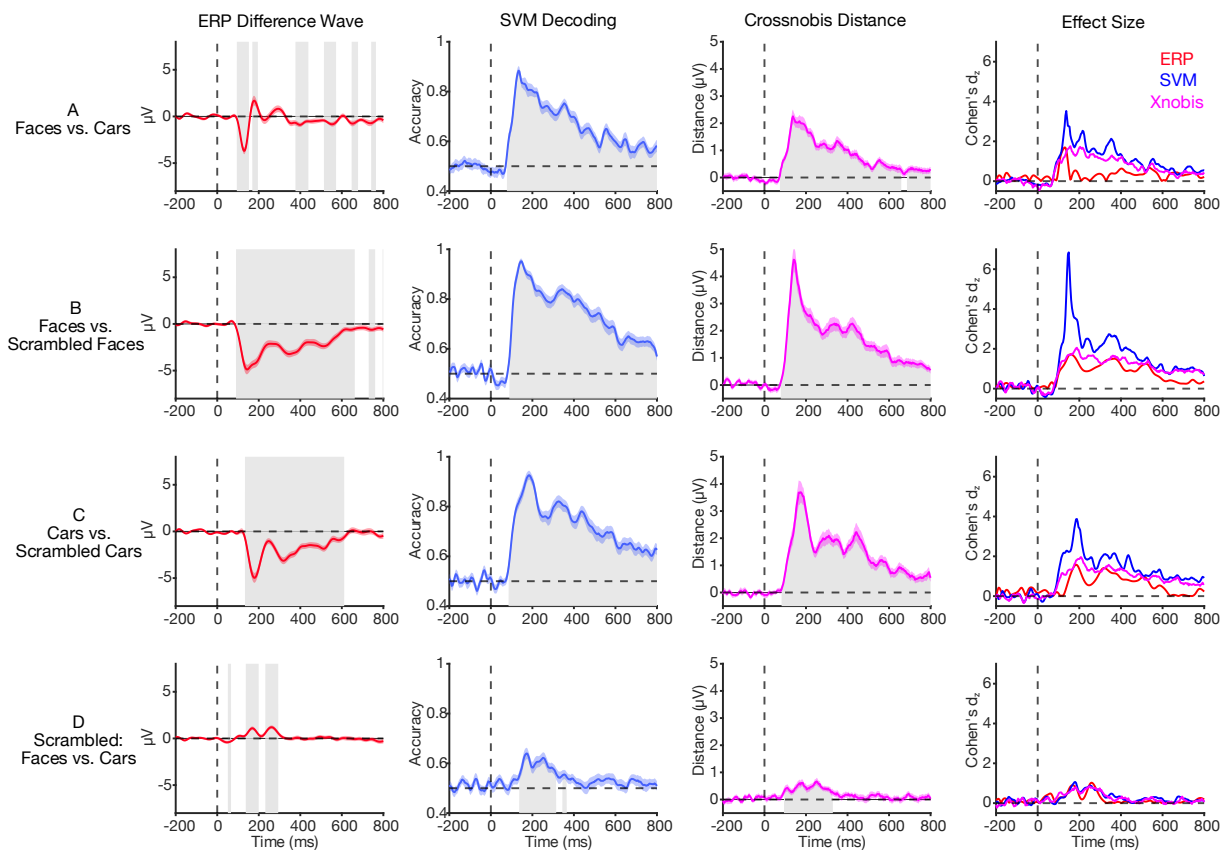 ERP Difference Wave
SVM Decoding
Crossnobis Distance
Effect Size
A
Faces vs. Cars
µV
5
0
-5
-200 0 200 400 600 800
Accuracy
1
0.8
0.6
0.4
-200 0 200 400 600 800
Distance (µV)
5
4
3
2
1
0
-200 0 200 400 600 800
Cohen's dz
6
4
2
0
-200 0 200 400 600 800
ERP
SVM
Xnobis
B
Faces vs.
Scrambled Faces
µV
5
0
-5
-200 0 200 400 600 800
Accuracy
1
0.8
0.6
0.4
-200 0 200 400 600 800
Distance (µV)
5
4
3
2
1
0
-200 0 200 400 600 800
Cohen's dz
6
4
2
0
-200 0 200 400 600 800
C
Cars vs.
Scrambled Cars
µV
5
0
-5
-200 0 200 400 600 800
Accuracy
1
0.8
0.6
0.4
-200 0 200 400 600 800
Distance (µV)
5
4
3
2
1
0
-200 0 200 400 600 800
Cohen's dz
6
4
2
0
-200 0 200 400 600 800
D
Scrambled:
Faces vs. Cars
µV
5
0
-5
-200 0 200 400 600 800
Time (ms)
Accuracy
1
0.8
0.6
0.4
-200 0 200 400 600 800
Time (ms)
Distance (µV)
5
4
3
2
1
0
-200 0 200 400 600 800
Time (ms)
Cohen's dz
6
4
2
0
-200 0 200 400 600 800
Time (ms)